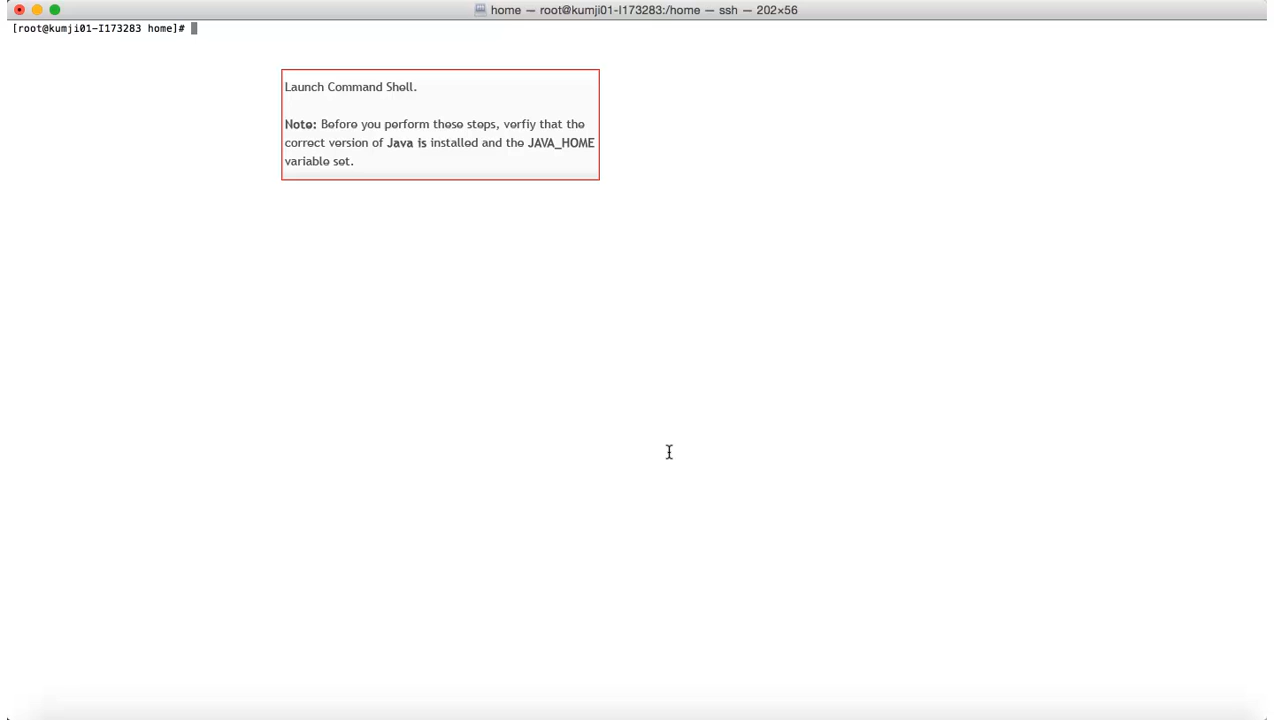 home — root@kumji01-I173283:/home — ssh — 202×56
[root@kumji01-I173283 home]#
Launch Command Shell.
Note: Before you perform these steps, verfiy that the
correct version of Java is installed and the JAVA_HOME
variable set.